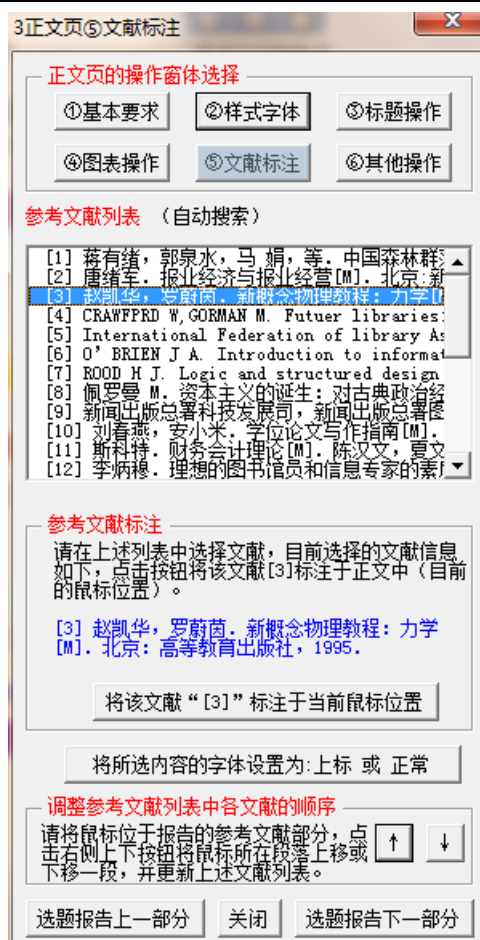 3正文页⑤文献标注
正文页的操作窗体选择
①基本要求 ②样式字体 ③标题操作
④图表操作 ⑤文献标注 ⑥其他操作
参考文献列表 （自动搜索）
[1] 蒋有绪，郭泉水，马 娟，等. 中国森林群
[2] 唐绪军. 报业经济与报业经营[M]. 北京:新
[3] 赵凯华，罗蔚茵. 新概念物理教程：力学[
[4] CRAWFPRD W,GORMAN M. Futuer libraries:
[5] International Federation of library As
[6] O’BRIEN J A. Introduction to informat
[7] ROOD H J. Logic and structured design
[8] 佩罗曼 M. 资本主义的诞生：对古典政治经
[9] 新闻出版总署科技发展司，新闻出版总署图
[10] 刘春燕，安小米. 学位论文写作指南[M].
[11] 斯科特. 财务会计理论[M]. 陈汉文，夏文
[12] 李炳穆. 理想的图书馆员和信息专家的素
参考文献标注
请在上述列表中选择文献，目前选择的文献信息
如下，点击按钮将该文献[3]标注于正文中（目前
的鼠标位置）。
[3] 赵凯华，罗蔚茵. 新概念物理教程：力学
[M]. 北京：高等教育出版社，1995.
将该文献“[3]”标注于当前鼠标位置
将所选内容的字体设置为:上标 或 正常
调整参考文献列表中各文献的顺序
请将鼠标位于报告的参考文献部分，点
击右侧上下按钮将鼠标所在段落上移或
下移一段，并更新上述文献列表。
↑ ↓
选题报告上一部分 关闭 选题报告下一部分